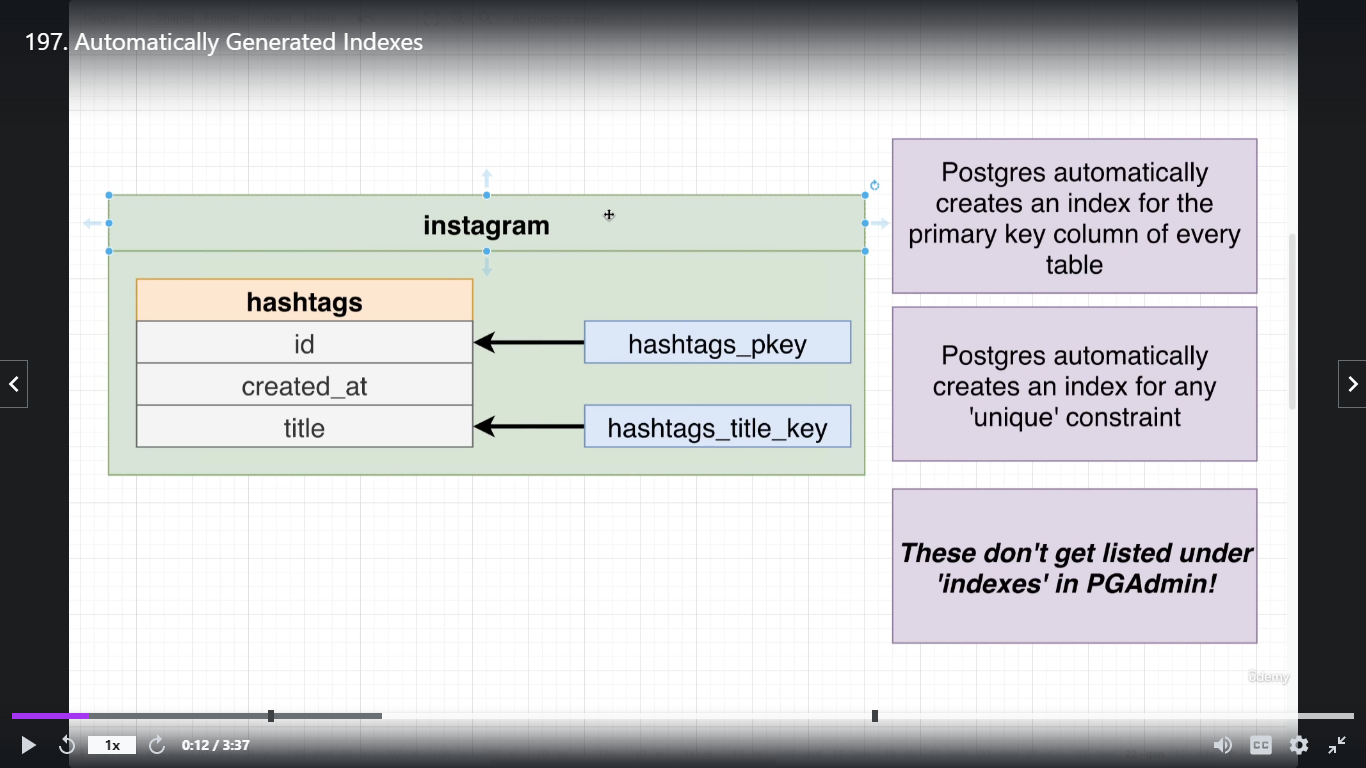 197. Automatically Generated Indexes
instagram
hashtags
id
hashtags_pkey
created_at
title
hashtags_title_key
Postgres automatically
creates an index for the
primary key column of every
table
Postgres automatically
creates an index for any
'unique' constraint
These don't get listed under
'indexes' in PGAdmin!
ûdemy
1x
0:12 / 3:37
CC